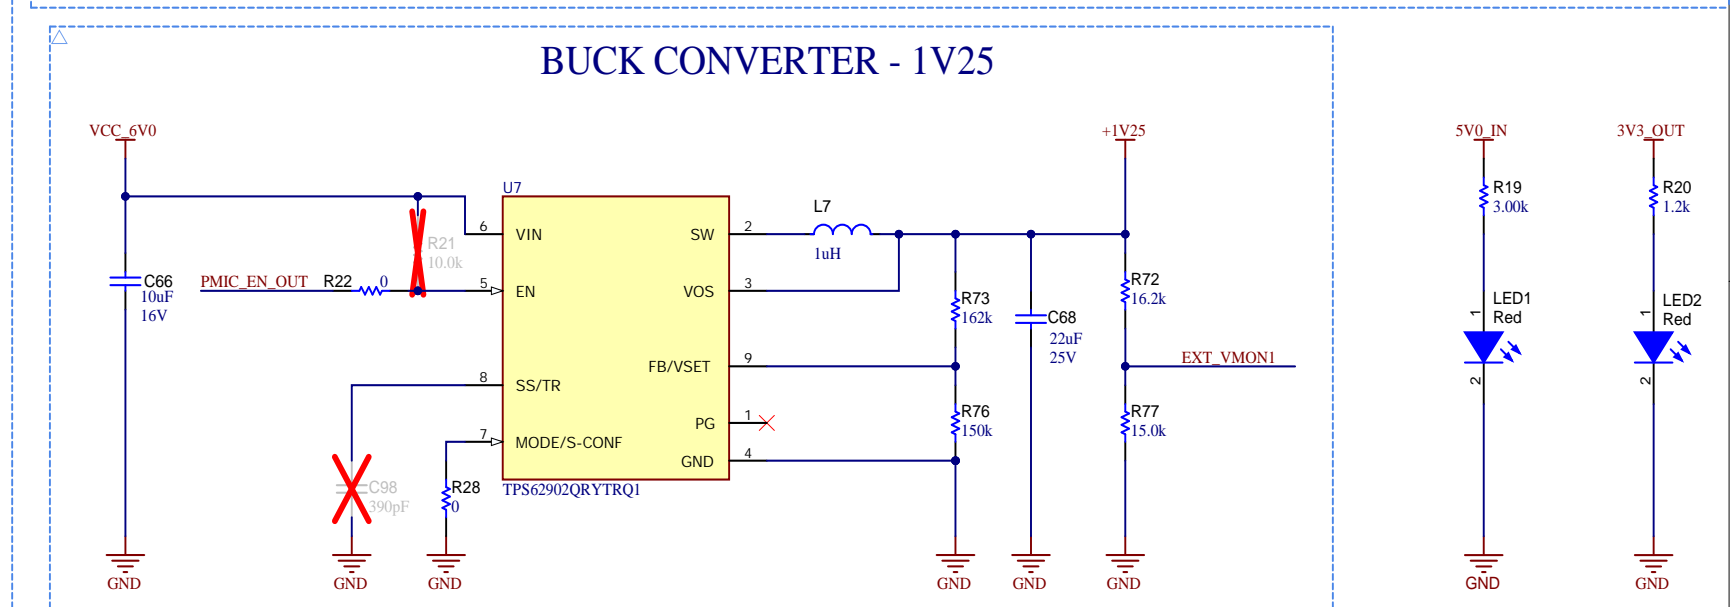 BUCK CONVERTER - 1V25
VCC_6V0
+1V25
5V0_IN
3V3_OUT
U7
R19
3.00k
R20
1.2k
L7
1uH
6
VIN
SW
2
R21
10.0k
C66
10uF
16V
PMIC_EN_OUT
R22
0
5
EN
VOS
3
R72
16.2k
R73
162k
C68
22uF
25V
1
LED1
Red
1
LED2
Red
EXT_VMON1
FB/VSET
9
8
SS/TR
2
2
R76
150k
R77
15.0k
PG
1
7
MODE/S-CONF
GND
4
C98
390pF
R28
0
TPS62902QRYTRQ1
GND
GND
GND
GND
GND
GND
GND
GND